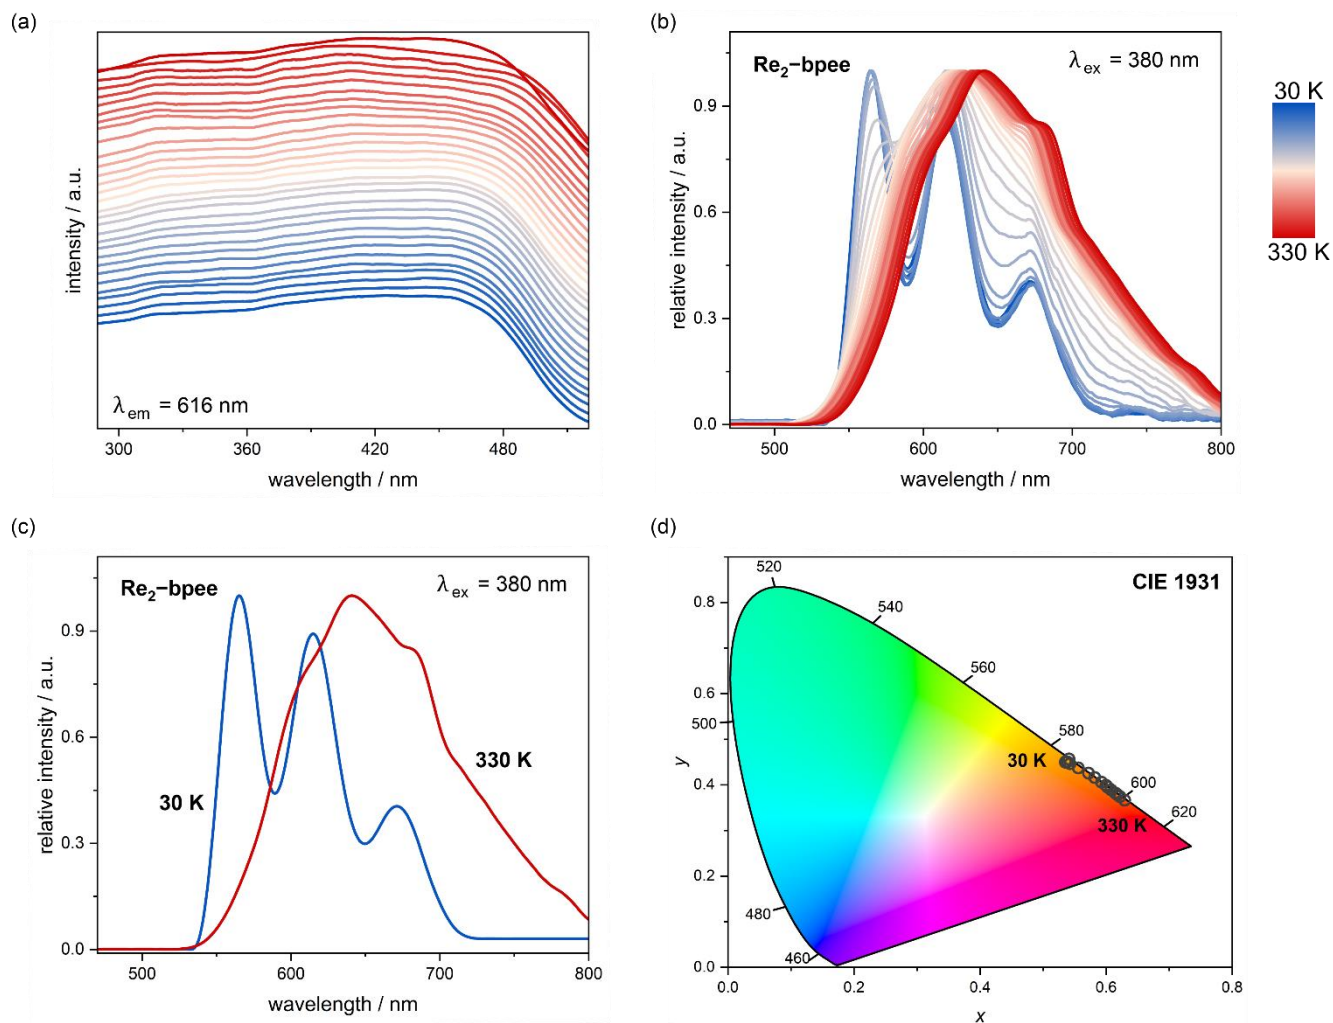 (a)
intensity / a.u.
λem = 616 nm
300 360 420 480
wavelength / nm
(b)
Re2−bpee
λex = 380 nm
relative intensity / a.u.
0.9
0.6
0.3
0.0
500 600 700 800
wavelength / nm
30 K
330 K
(c)
Re2−bpee
λex = 380 nm
relative intensity / a.u.
0.9
0.6
0.3
0.0
30 K
330 K
500 600 700 800
wavelength / nm
(d)
CIE 1931
y
0.8
0.6
0.4
0.2
0.0
520
540
560
580
600
620
500
480
460
30 K
330 K
0.0 0.2 0.4 0.6 0.8
x